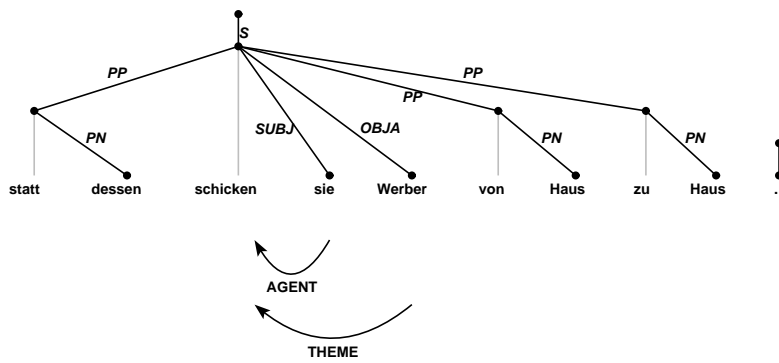 S
PP PP
PP
PN SUBJ OBJA PN PN
statt dessen schicken sie Werber von Haus zu Haus .
AGENT
THEME